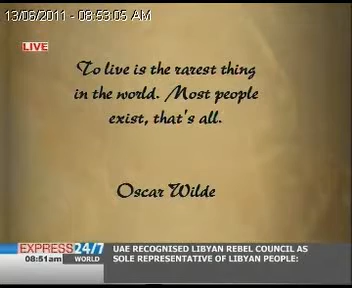 13/06/2011 - 08:53:05 AM
LIVE
To live is the rarest thing
in the world. Most people
exist, that's all.
Oscar Wilde
EXPRESS 24/7
08:51am WORLD
UAE RECOGNISED LIBYAN REBEL COUNCIL AS
SOLE REPRESENTATIVE OF LIBYAN PEOPLE: